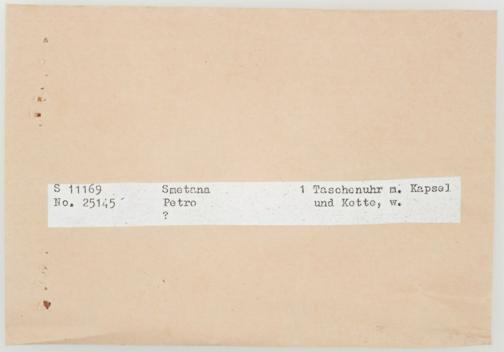 S 11169 Smetana 1 Taschenuhr m. Kapsel
No. 25145 Petro und Kette, w.
?